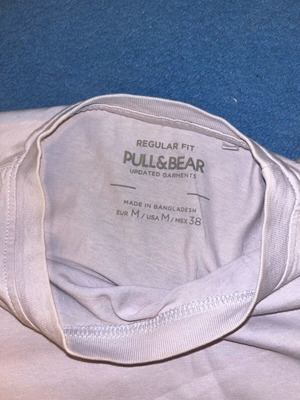 REGULAR FIT
PULL&BEAR
UPDATED GARMENTS
MADE IN BANGLADESH
EUR M / USA M / MEX 38